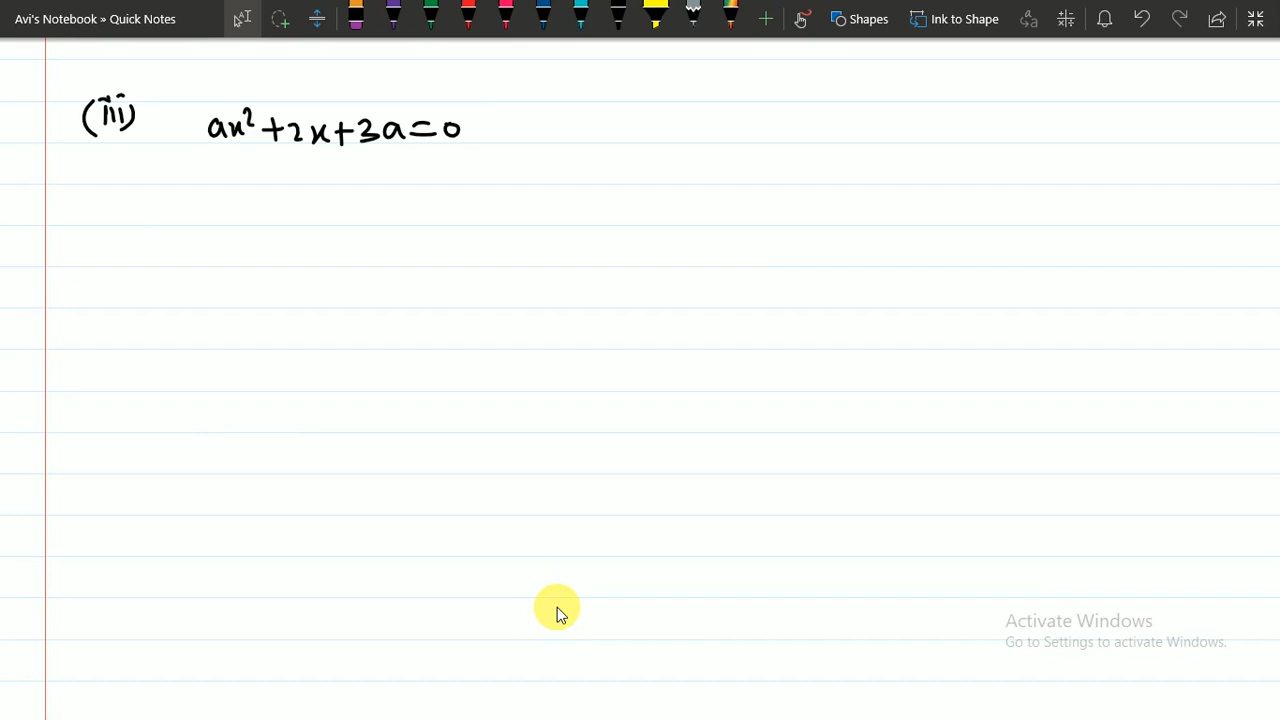 Avi's Notebook » Quick Notes
Shapes
Ink to Shape
(iii) ax² + 2x + 3a = 0
Activate Windows
Go to Settings to activate Windows.